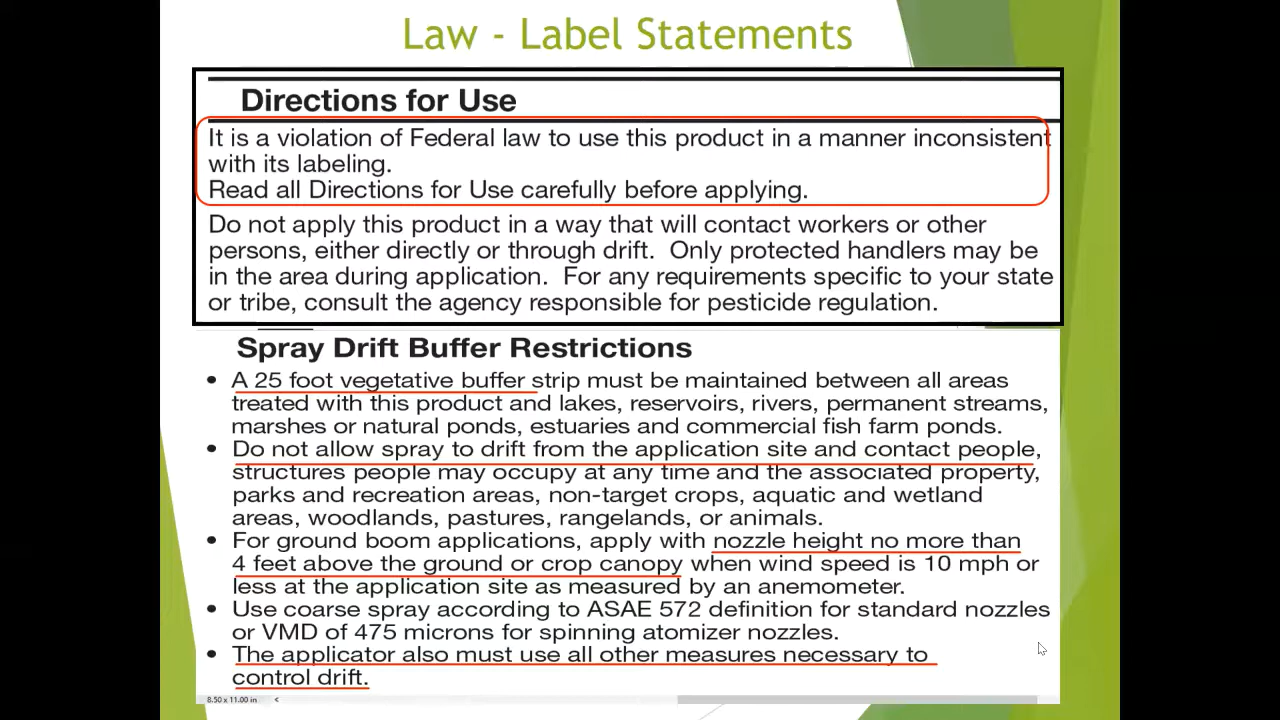 Law - Label Statements
Directions for Use
It is a violation of Federal law to use this product in a manner inconsistent
with its labeling.
Read all Directions for Use carefully before applying.
Do not apply this product in a way that will contact workers or other
persons, either directly or through drift.  Only protected handlers may be
in the area during application.  For any requirements specific to your state
or tribe, consult the agency responsible for pesticide regulation.
Spray Drift Buffer Restrictions
• A 25 foot vegetative buffer strip must be maintained between all areas
treated with this product and lakes, reservoirs, rivers, permanent streams,
marshes or natural ponds, estuaries and commercial fish farm ponds.
• Do not allow spray to drift from the application site and contact people,
structures people may occupy at any time and the associated property,
parks and recreation areas, non-target crops, aquatic and wetland
areas, woodlands, pastures, rangelands, or animals.
• For ground boom applications, apply with nozzle height no more than
4 feet above the ground or crop canopy when wind speed is 10 mph or
less at the application site as measured by an anemometer.
• Use coarse spray according to ASAE 572 definition for standard nozzles
or VMD of 475 microns for spinning atomizer nozzles.
• The applicator also must use all other measures necessary to
control drift.
8.50 x 11.00 in